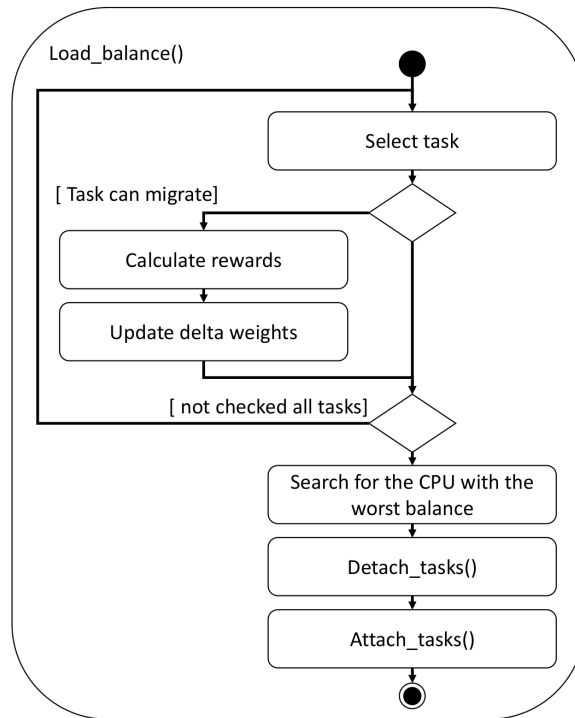 Load_balance()
Select task
[ Task can migrate]
Calculate rewards
Update delta weights
[ not checked all tasks]
Search for the CPU with the
worst balance
Detach_tasks()
Attach_tasks()